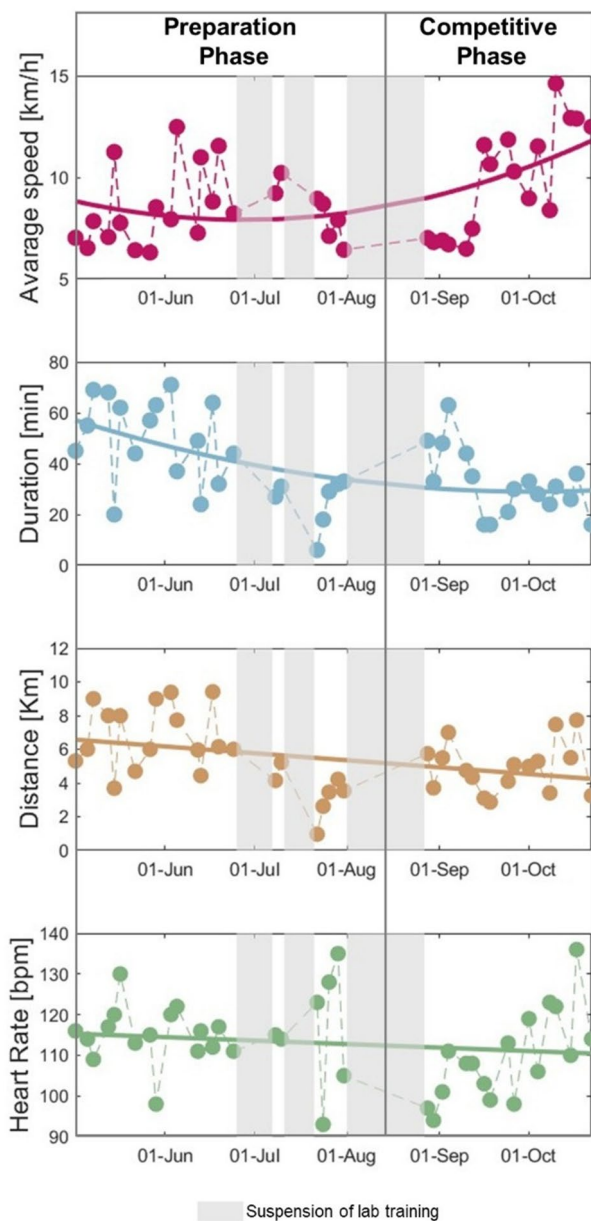 Preparation Competitive
Phase Phase
Avarage speed [km/h]
15
10
5
01-Jun 01-Jul 01-Aug 01-Sep 01-Oct
Duration [min]
80
60
40
20
0
01-Jun 01-Jul 01-Aug 01-Sep 01-Oct
Distance [Km]
12
10
8
6
4
2
0
01-Jun 01-Jul 01-Aug 01-Sep 01-Oct
Heart Rate [bpm]
140
130
120
110
100
90
01-Jun 01-Jul 01-Aug 01-Sep 01-Oct
Suspension of lab training